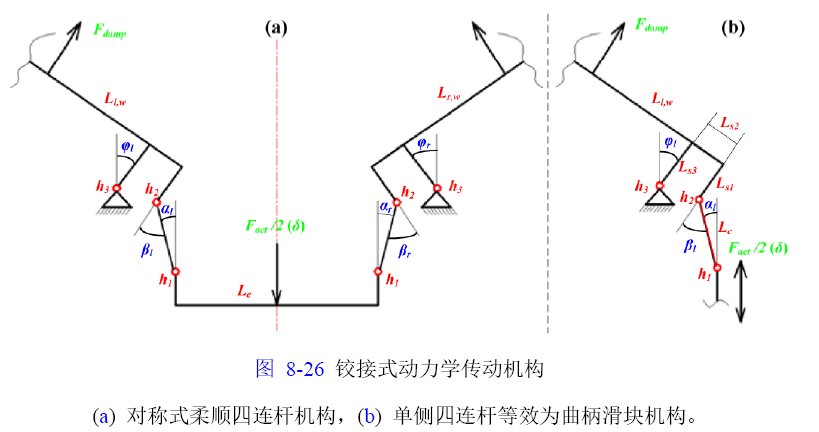 (a)
(b)
F_damp
F_damp
L_l,w
L_r,w
L_l,w
L_s2
φ_l
φ_r
φ_l
L_s3
L_s1
h_3
h_2
h_2
h_3
h_3
h_2
α_l
α_r
α_l
L_c
F_act/2 (δ)
F_act/2 (δ)
β_l
β_r
β_l
h_1
h_1
h_1
L_e
图 8-26 铰接式动力学传动机构
(a) 对称式柔顺四连杆机构，(b) 单侧四连杆等效为曲柄滑块机构。